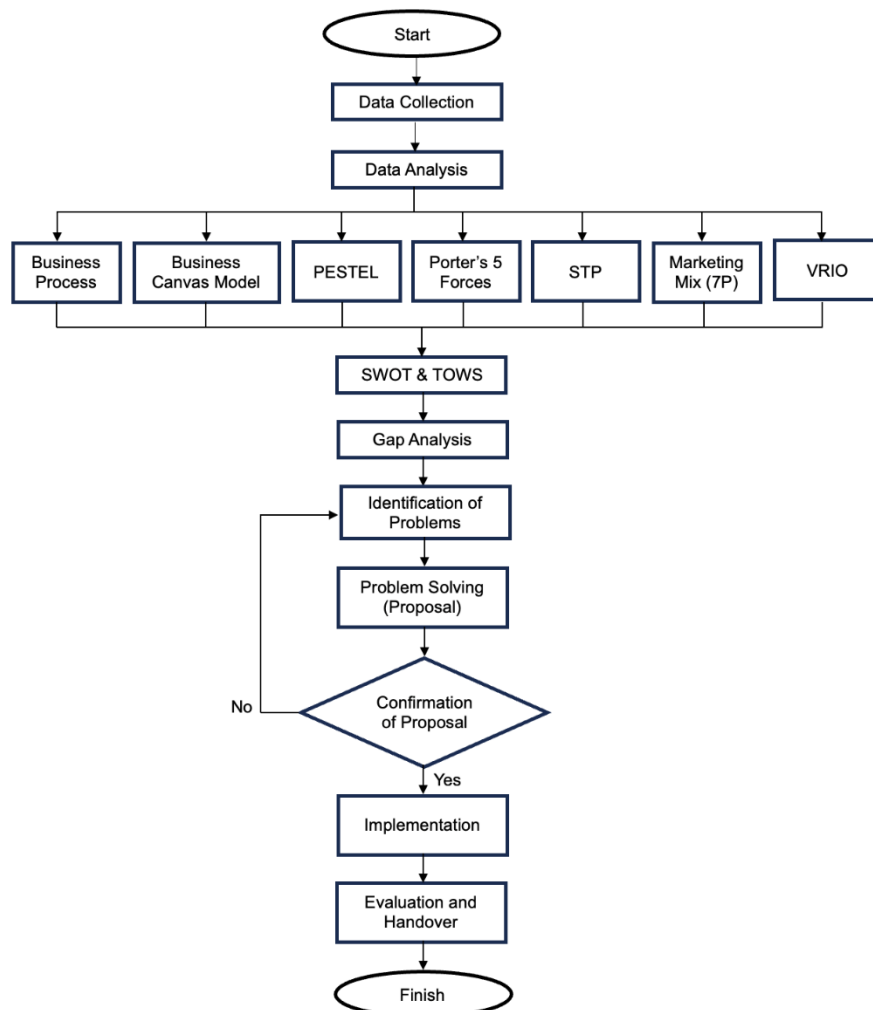 Start
Data Collection
Data Analysis
Business
Process
Business
Canvas Model
PESTEL
Porter's 5
Forces
STP
Marketing
Mix (7P)
VRIO
SWOT & TOWS
Gap Analysis
Identification of
Problems
Problem Solving
(Proposal)
Confirmation
of Proposal
No
Yes
Implementation
Evaluation and
Handover
Finish